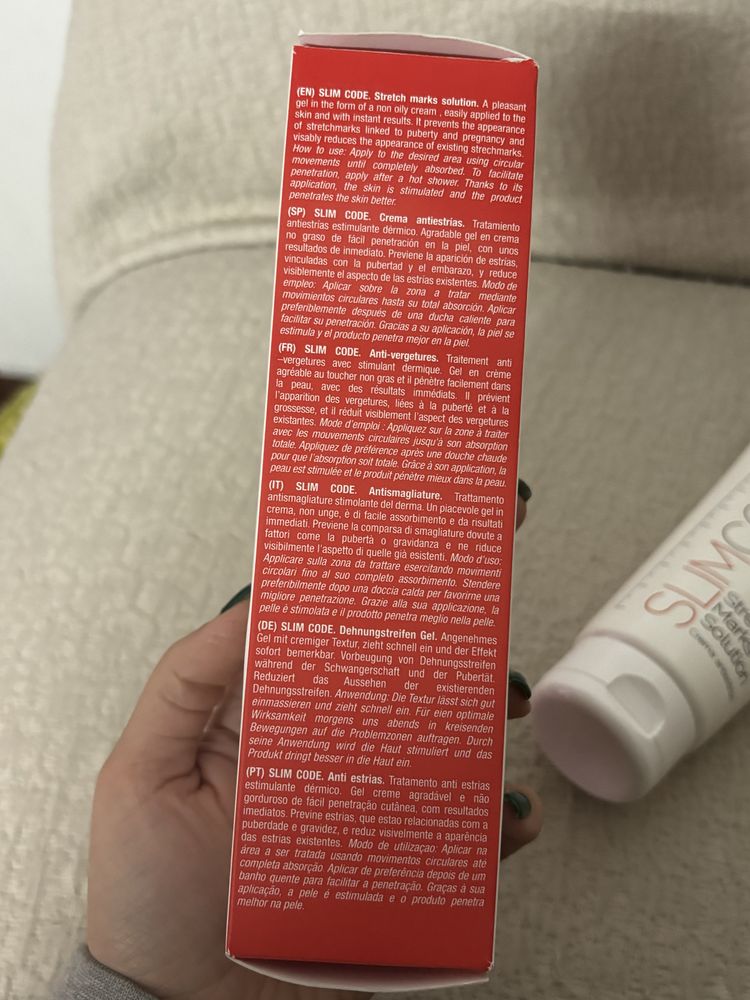 (EN) SLIM CODE. Stretch marks solution. A pleasant
gel in the form of a non oily cream , easily applied to the
skin and with instant results. It prevents the appearance
of stretchmarks linked to puberty and pregnancy and
visably reduces the appearance of existing strechmarks.
How to use: Apply to the desired area using circular
movements until completely absorbed. To facilitate
penetration, apply after a hot shower. Thanks to its
application, the skin is stimulated and the product
penetrates the skin better.
(SP) SLIM CODE. Crema antiestrías. Tratamiento
antiestrías estimulante dérmico. Agradable gel en crema
no graso de fácil penetración en la piel, con unos
resultados de inmediato. Previene la aparición de estrías,
vinculadas con la pubertad y el embarazo, y reduce
visiblemente el aspecto de las estrías existentes. Modo de
empleo: Aplicar sobre la zona a tratar mediante
movimientos circulares hasta su total absorción. Aplicar
preferiblemente después de una ducha caliente para
facilitar su penetración. Gracias a su aplicación, la piel se
estimula y el producto penetra mejor en la piel.
(FR) SLIM CODE. Anti-vergetures. Traitement anti
–vergetures avec stimulant dermique. Gel en crème
agréable au toucher non gras et il pénètre facilement dans
la peau, avec des résultats immédiats. Il prévient
l'apparition des vergetures, liées à la puberté et à la
grossesse, et il réduit visiblement l'aspect des vergetures
existantes. Mode d'emploi : Appliquez sur la zone à traiter
avec les mouvements circulaires jusqu'à son absorption
totale. Appliquez de préférence après une douche chaude
pour que l'absorption soit totale. Grâce à son application, la
peau est stimulée et le produit pénètre mieux dans la peau.
(IT) SLIM CODE. Antismagliature. Trattamento
antismagliature stimolante del derma. Un piacevole gel in
crema, non unge, è di facile assorbimento e da risultati
immediati. Previene la comparsa di smagliature dovute a
fattori come la pubertà o gravidanza e ne riduce
visibilmente l'aspetto di quelle già esistenti. Modo d'uso:
Applicare sulla zona da trattare esercitando movimenti
circolari fino al suo completo assorbimento. Stendere
preferibilmente dopo una doccia calda per favorirne una
migliore penetrazione. Grazie alla sua applicazione, la
pelle è stimolata e il prodotto penetra meglio nella pelle.
(DE) SLIM CODE. Dehnungstreifen Gel. Angenehmes
Gel mit cremiger Textur, zieht schnell ein und der Effekt
sofort bemerkbar. Vorbeugung von Dehnungsstreifen
während der Schwangerschaft und der Pubertät.
Reduziert das Aussehen der existierenden
Dehnungsstreifen. Anwendung: Die Textur lässt sich gut
einmassieren und zieht schnell ein. Für eien optimale
Wirksamkeit morgens uns abends in kreisenden
Bewegungen auf die Problemzonen auftragen. Durch
seine Anwendung wird die Haut stimuliert und das
Produkt dringt besser in die Haut ein.
(PT) SLIM CODE. Anti estrias. Tratamento anti estrias
estimulante dérmico. Gel creme agradável e não
gorduroso de fácil penetração cutânea, com resultados
imediatos. Previne estrias, que estao relacionadas com a
puberdade e gravidez, e reduz visivelmente a aparência
das estrias existentes. Modo de utilizaçao: Aplicar na
área a ser tratada usando movimentos circulares até
completa absorção. Aplicar de preferência depois de um
banho quente para facilitar a penetração. Graças à sua
aplicação, a pele é estimulada e o produto penetra
melhor na pele.
SLIMCO
Stretch
Marks
Solution
Crema